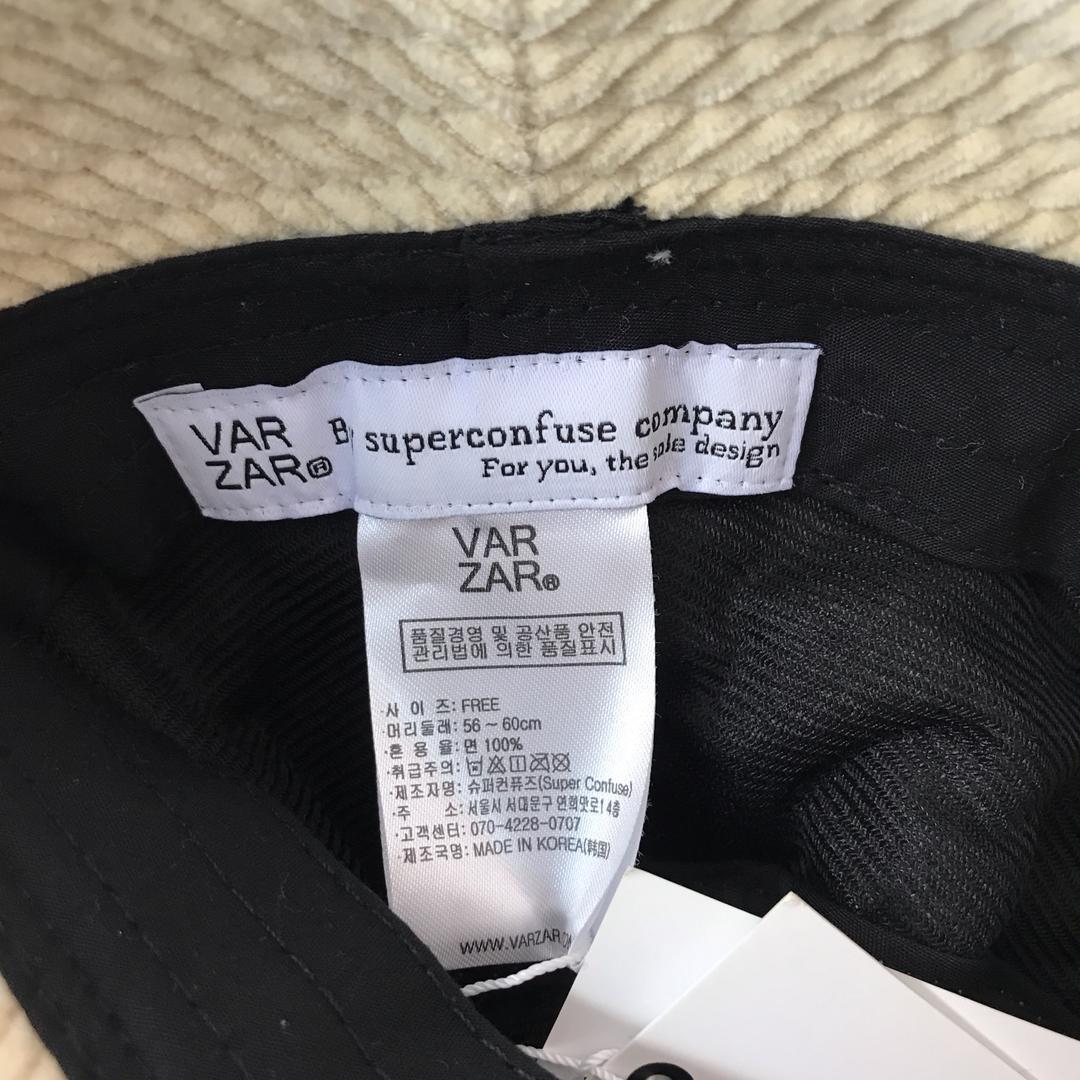 VAR
ZAR®
By superconfuse company
For you, the sole design
VAR
ZAR®
품질경영 및 공산품 안전
관리법에 의한 품질표시
·사 이 즈: FREE
·머리둘레: 56 ~ 60cm
·혼 용 율: 면 100%
·취급주의:
·제조자명: 슈퍼컨퓨즈(Super Confuse)
·주 소: 서울시 서대문구 연희맛로1 4층
·고객센터: 070-4228-0707
·제조국명: MADE IN KOREA(韩国)
WWW.VARZAR